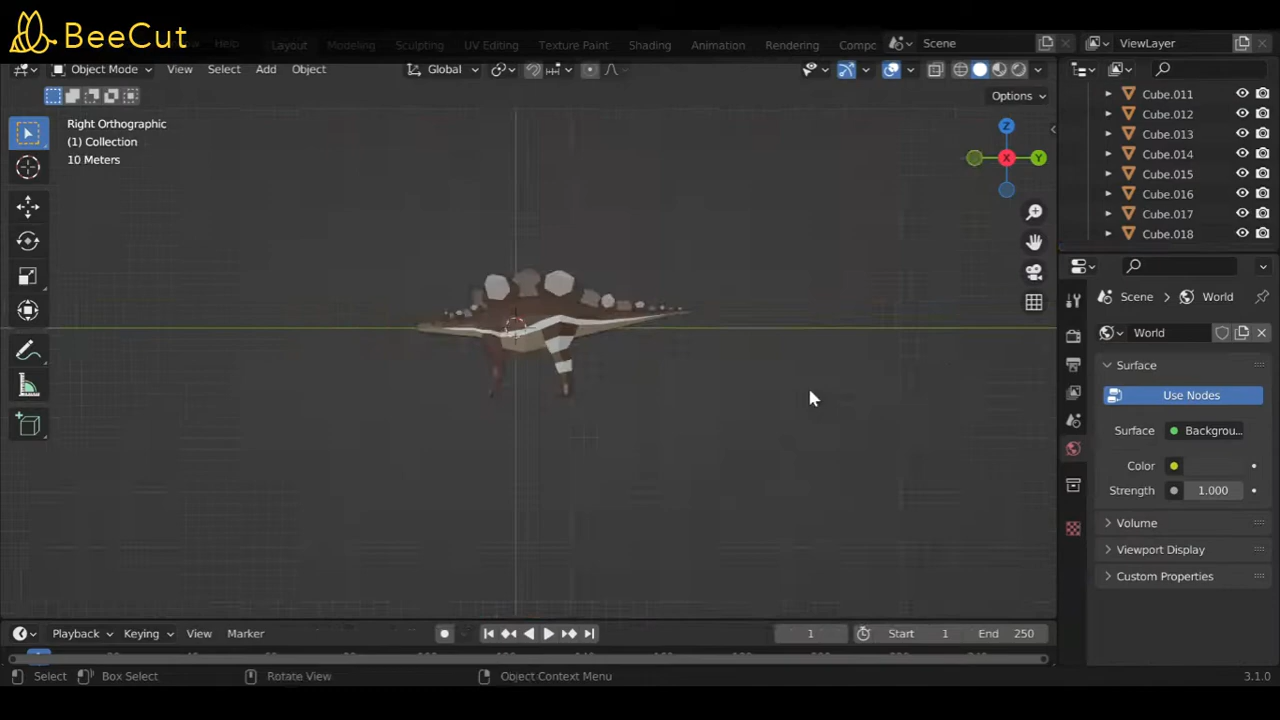 BeeCut
Help Layout Modeling Sculpting UV Editing Texture Paint Shading Animation Rendering Compc Scene ViewLayer
Object Mode View Select Add Object Global
Options
Right Orthographic
(1) Collection
10 Meters
Z
X
Y
Cube.011
Cube.012
Cube.013
Cube.014
Cube.015
Cube.016
Cube.017
Cube.018
Scene World
World
Surface
Use Nodes
Surface Backgrou...
Color
Strength 1.000
Volume
Viewport Display
Custom Properties
Playback Keying View Marker 1 Start 1 End 250
Select Box Select Rotate View Object Context Menu 3.1.0